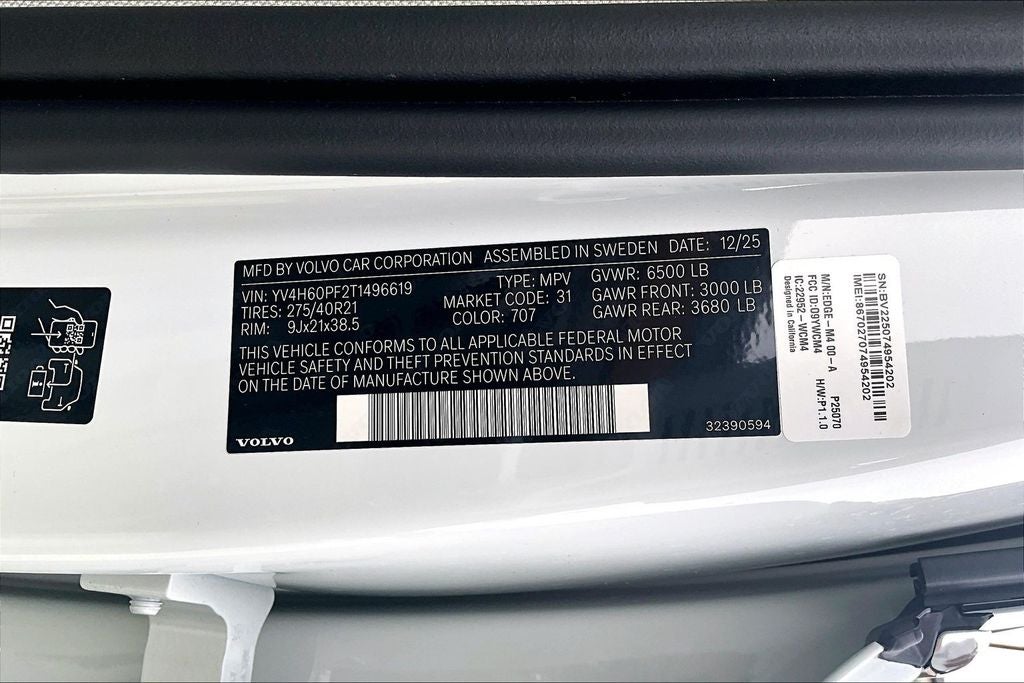 MFD BY VOLVO CAR CORPORATION ASSEMBLED IN SWEDEN DATE: 12/25
VIN: YV4H60PF2T1496619 TYPE: MPV GVWR: 6500 LB
TIRES: 275/40R21 MARKET CODE: 31 GAWR FRONT: 3000 LB
RIM: 9Jx21x38.5 COLOR: 707 GAWR REAR: 3680 LB
THIS VEHICLE CONFORMS TO ALL APPLICABLE FEDERAL MOTOR
VEHICLE SAFETY AND THEFT PREVENTION STANDARDS IN EFFECT
ON THE DATE OF MANUFACTURE SHOWN ABOVE.
VOLVO
32390594
SN:BV225074954202
IMEI:867027074954202
M/N:EDGE-M4 00-A P25070
FCC ID:O9YWCM4 H/W:P1.1.0
IC:22952-WCM4
Designed in California